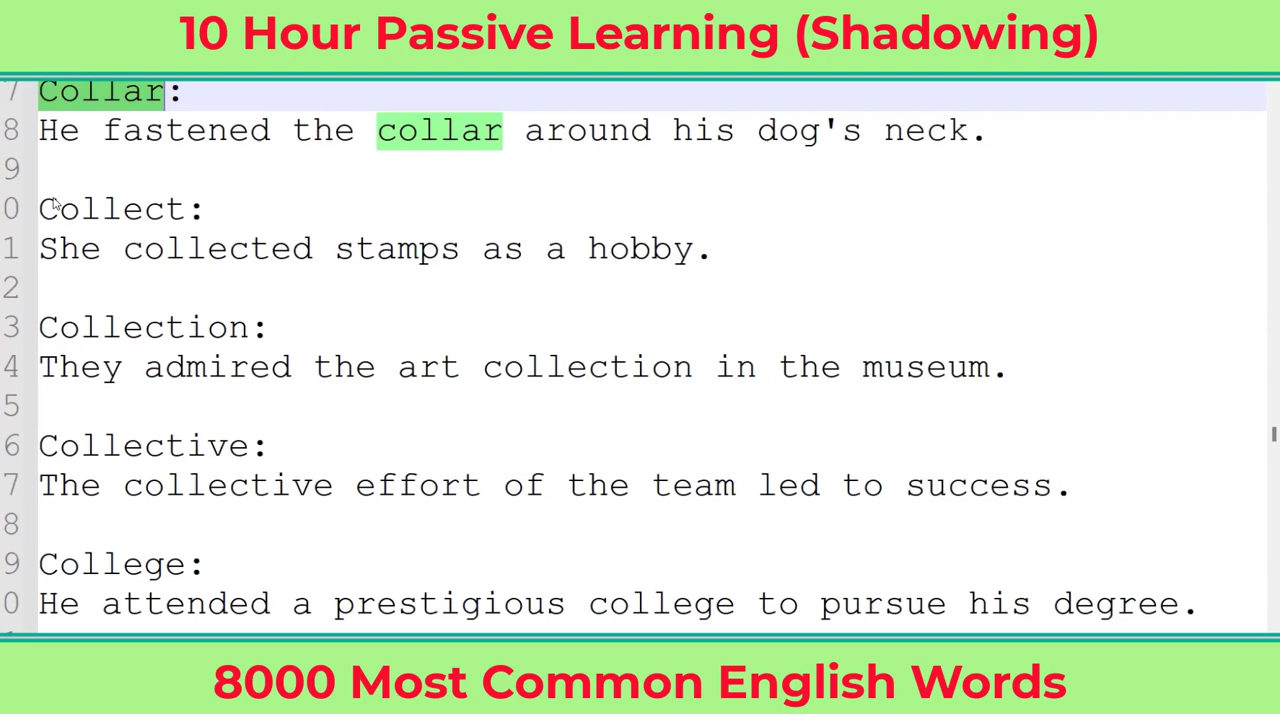 10 Hour Passive Learning (Shadowing)
7 Collar:
8 He fastened the collar around his dog's neck.
9
0 Collect:
1 She collected stamps as a hobby.
2
3 Collection:
4 They admired the art collection in the museum.
5
6 Collective:
7 The collective effort of the team led to success.
8
9 College:
0 He attended a prestigious college to pursue his degree.
8000 Most Common English Words